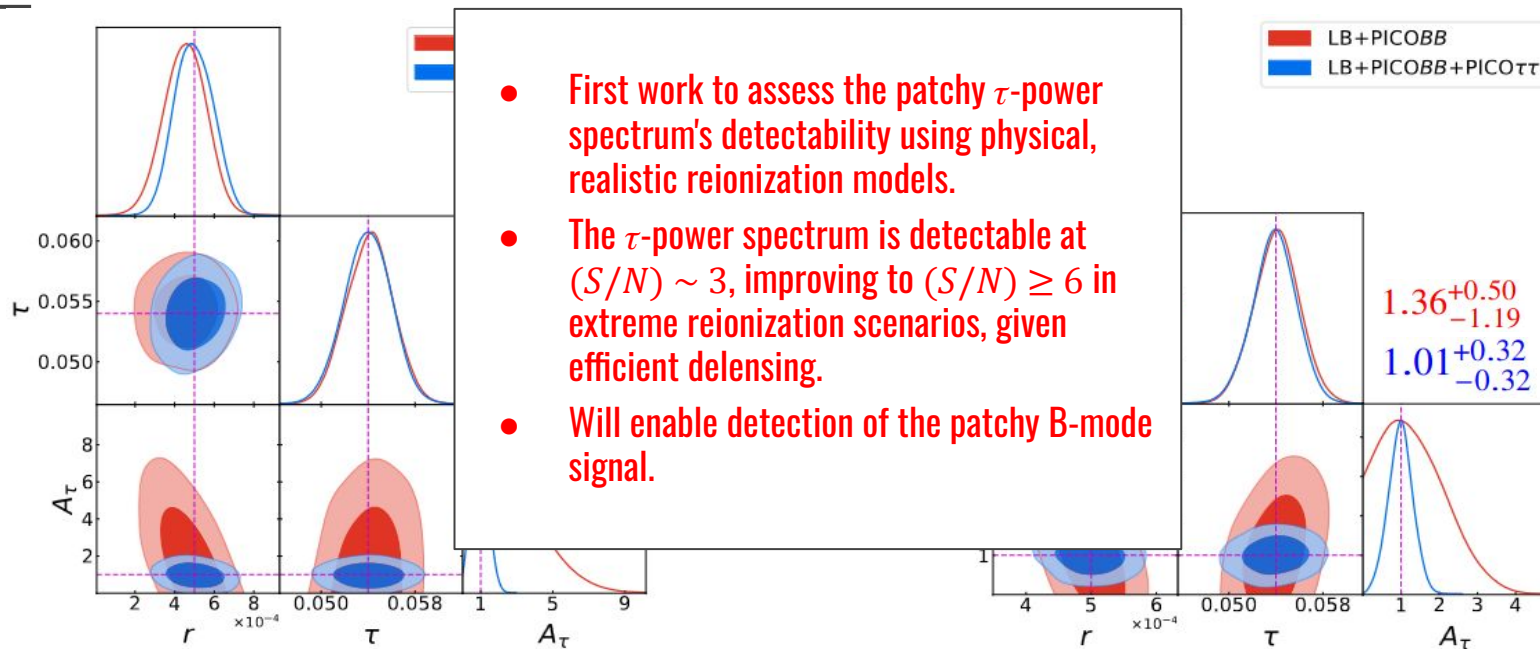 LB+PICOBB
LB+PICOBB+PICOττ
● First work to assess the patchy τ-power
spectrum's detectability using physical,
realistic reionization models.
● The τ-power spectrum is detectable at
(S/N) ~ 3, improving to (S/N) ≥ 6 in
extreme reionization scenarios, given
efficient delensing.
● Will enable detection of the patchy B-mode
signal.
0.060
0.055
0.050
τ
8
6
4
2
A_τ
2 4 6 8
×10⁻⁴
r
0.050 0.058
τ
1 5 9
A_τ
1.36^{+0.50}_{-1.19}
1.01^{+0.32}_{-0.32}
1
4 5 6
×10⁻⁴
r
0.050 0.058
τ
1 2 3 4
A_τ